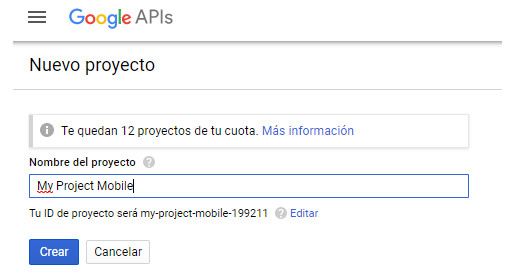 Google APIs
Nuevo proyecto
Te quedan 12 proyectos de tu cuota. Más información
Nombre del proyecto
My Project Mobile
Tu ID de proyecto será my-project-mobile-199211 Editar
Crear Cancelar